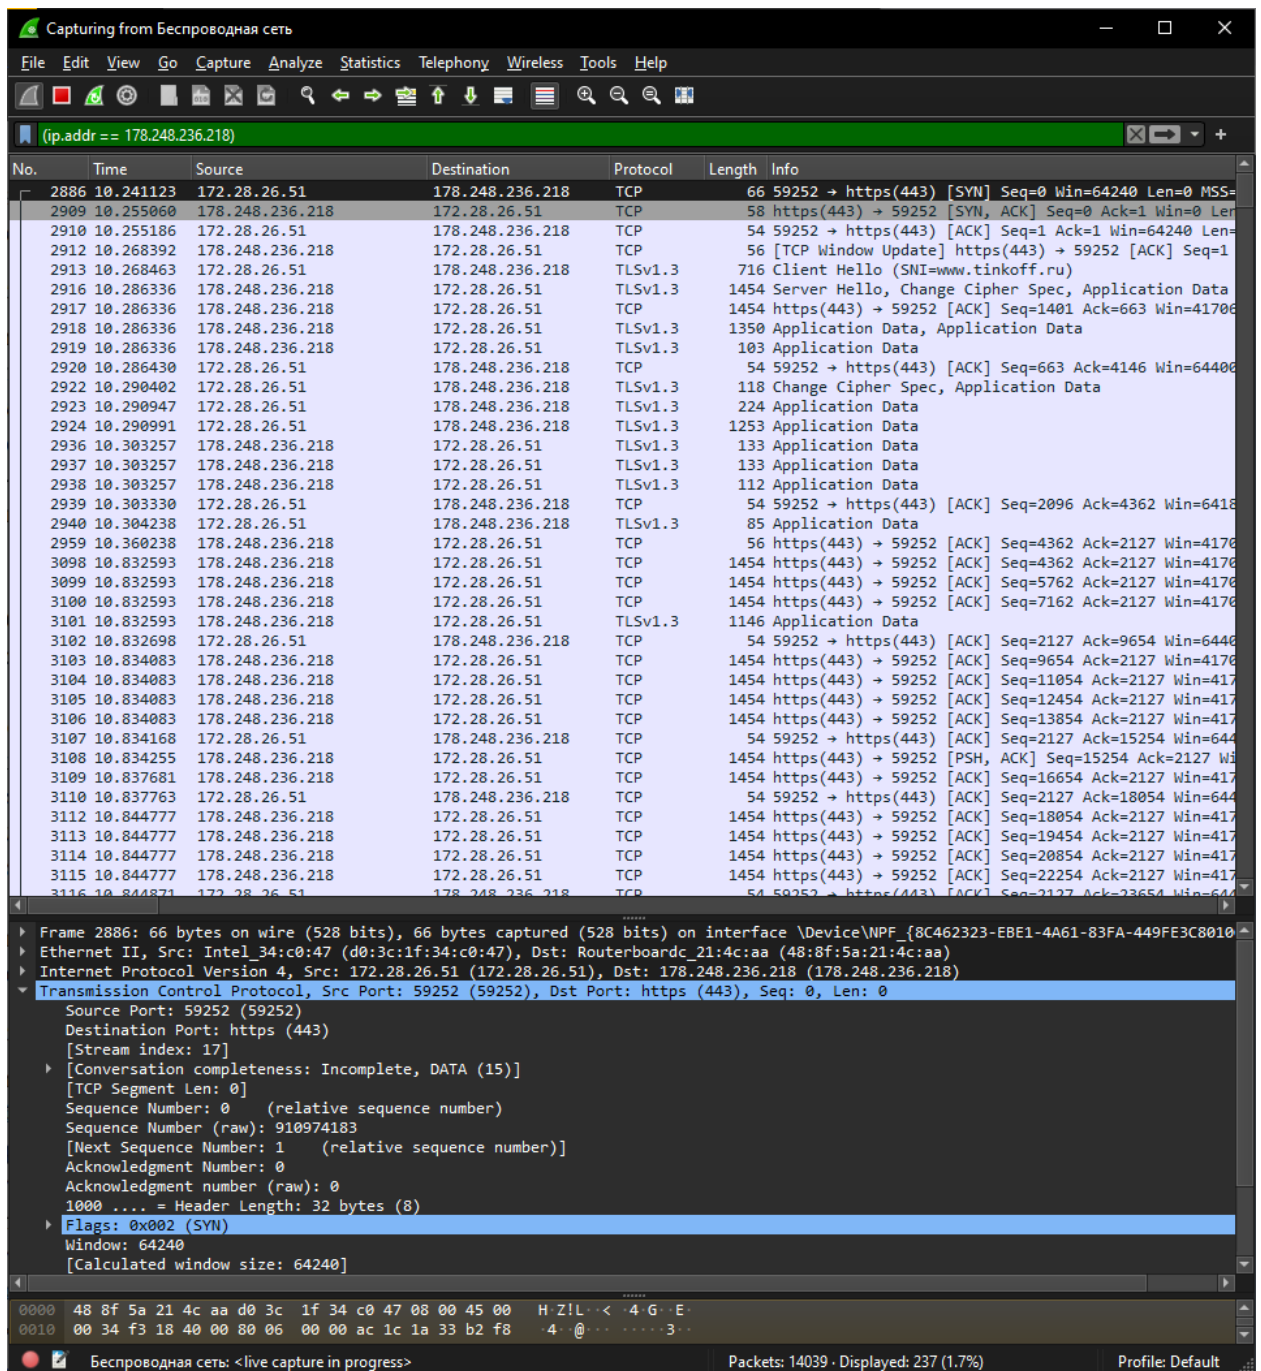 Capturing from Беспроводная сеть
File Edit View Go Capture Analyze Statistics Telephony Wireless Tools Help
(ip.addr == 178.248.236.218)
No. Time Source Destination Protocol Length Info
2886 10.241123 172.28.26.51 178.248.236.218 TCP 66 59252 → https(443) [SYN] Seq=0 Win=64240 Len=0 MSS=
2909 10.255060 178.248.236.218 172.28.26.51 TCP 58 https(443) → 59252 [SYN, ACK] Seq=0 Ack=1 Win=0 Len
2910 10.255186 172.28.26.51 178.248.236.218 TCP 54 59252 → https(443) [ACK] Seq=1 Ack=1 Win=64240 Len=
2912 10.268392 178.248.236.218 172.28.26.51 TCP 56 [TCP Window Update] https(443) → 59252 [ACK] Seq=1
2913 10.268463 172.28.26.51 178.248.236.218 TLSv1.3 716 Client Hello (SNI=www.tinkoff.ru)
2916 10.286336 178.248.236.218 172.28.26.51 TLSv1.3 1454 Server Hello, Change Cipher Spec, Application Data
2917 10.286336 178.248.236.218 172.28.26.51 TCP 1454 https(443) → 59252 [ACK] Seq=1401 Ack=663 Win=41706
2918 10.286336 178.248.236.218 172.28.26.51 TLSv1.3 1350 Application Data, Application Data
2919 10.286336 178.248.236.218 172.28.26.51 TLSv1.3 103 Application Data
2920 10.286430 172.28.26.51 178.248.236.218 TCP 54 59252 → https(443) [ACK] Seq=663 Ack=4146 Win=64400
2922 10.290402 172.28.26.51 178.248.236.218 TLSv1.3 118 Change Cipher Spec, Application Data
2923 10.290947 172.28.26.51 178.248.236.218 TLSv1.3 224 Application Data
2924 10.290991 172.28.26.51 178.248.236.218 TLSv1.3 1253 Application Data
2936 10.303257 178.248.236.218 172.28.26.51 TLSv1.3 133 Application Data
2937 10.303257 178.248.236.218 172.28.26.51 TLSv1.3 133 Application Data
2938 10.303257 178.248.236.218 172.28.26.51 TLSv1.3 112 Application Data
2939 10.303330 172.28.26.51 178.248.236.218 TCP 54 59252 → https(443) [ACK] Seq=2096 Ack=4362 Win=6418
2940 10.304238 172.28.26.51 178.248.236.218 TLSv1.3 85 Application Data
2959 10.360238 178.248.236.218 172.28.26.51 TCP 56 https(443) → 59252 [ACK] Seq=4362 Ack=2127 Win=4170
3098 10.832593 178.248.236.218 172.28.26.51 TCP 1454 https(443) → 59252 [ACK] Seq=4362 Ack=2127 Win=4170
3099 10.832593 178.248.236.218 172.28.26.51 TCP 1454 https(443) → 59252 [ACK] Seq=5762 Ack=2127 Win=4170
3100 10.832593 178.248.236.218 172.28.26.51 TCP 1454 https(443) → 59252 [ACK] Seq=7162 Ack=2127 Win=4170
3101 10.832593 178.248.236.218 172.28.26.51 TLSv1.3 1146 Application Data
3102 10.832698 172.28.26.51 178.248.236.218 TCP 54 59252 → https(443) [ACK] Seq=2127 Ack=9654 Win=6440
3103 10.834083 178.248.236.218 172.28.26.51 TCP 1454 https(443) → 59252 [ACK] Seq=9654 Ack=2127 Win=4170
3104 10.834083 178.248.236.218 172.28.26.51 TCP 1454 https(443) → 59252 [ACK] Seq=11054 Ack=2127 Win=417
3105 10.834083 178.248.236.218 172.28.26.51 TCP 1454 https(443) → 59252 [ACK] Seq=12454 Ack=2127 Win=417
3106 10.834083 178.248.236.218 172.28.26.51 TCP 1454 https(443) → 59252 [ACK] Seq=13854 Ack=2127 Win=417
3107 10.834168 172.28.26.51 178.248.236.218 TCP 54 59252 → https(443) [ACK] Seq=2127 Ack=15254 Win=644
3108 10.834255 178.248.236.218 172.28.26.51 TCP 1454 https(443) → 59252 [PSH, ACK] Seq=15254 Ack=2127 Wi
3109 10.837681 178.248.236.218 172.28.26.51 TCP 1454 https(443) → 59252 [ACK] Seq=16654 Ack=2127 Win=417
3110 10.837763 172.28.26.51 178.248.236.218 TCP 54 59252 → https(443) [ACK] Seq=2127 Ack=18054 Win=644
3112 10.844777 178.248.236.218 172.28.26.51 TCP 1454 https(443) → 59252 [ACK] Seq=18054 Ack=2127 Win=417
3113 10.844777 178.248.236.218 172.28.26.51 TCP 1454 https(443) → 59252 [ACK] Seq=19454 Ack=2127 Win=417
3114 10.844777 178.248.236.218 172.28.26.51 TCP 1454 https(443) → 59252 [ACK] Seq=20854 Ack=2127 Win=417
3115 10.844777 178.248.236.218 172.28.26.51 TCP 1454 https(443) → 59252 [ACK] Seq=22254 Ack=2127 Win=417
3116 10.844871 172.28.26.51 178.248.236.218 TCP 54 59252 → https(443) [ACK] Seq=2127 Ack=23654 Win=644
Frame 2886: 66 bytes on wire (528 bits), 66 bytes captured (528 bits) on interface \Device\NPF_{8C462323-EBE1-4A61-83FA-449FE3C8010
Ethernet II, Src: Intel_34:c0:47 (d0:3c:1f:34:c0:47), Dst: Routerboardc_21:4c:aa (48:8f:5a:21:4c:aa)
Internet Protocol Version 4, Src: 172.28.26.51 (172.28.26.51), Dst: 178.248.236.218 (178.248.236.218)
Transmission Control Protocol, Src Port: 59252 (59252), Dst Port: https (443), Seq: 0, Len: 0
Source Port: 59252 (59252)
Destination Port: https (443)
[Stream index: 17]
[Conversation completeness: Incomplete, DATA (15)]
[TCP Segment Len: 0]
Sequence Number: 0 (relative sequence number)
Sequence Number (raw): 910974183
[Next Sequence Number: 1 (relative sequence number)]
Acknowledgment Number: 0
Acknowledgment number (raw): 0
1000 .... = Header Length: 32 bytes (8)
Flags: 0x002 (SYN)
Window: 64240
[Calculated window size: 64240]
0000 48 8f 5a 21 4c aa d0 3c 1f 34 c0 47 08 00 45 00 H·Z!L··< ·4·G··E·
0010 00 34 f3 18 40 00 80 06 00 00 ac 1c 1a 33 b2 f8 ·4··@··· ·····3··
Беспроводная сеть: <live capture in progress> Packets: 14039 · Displayed: 237 (1.7%) Profile: Default